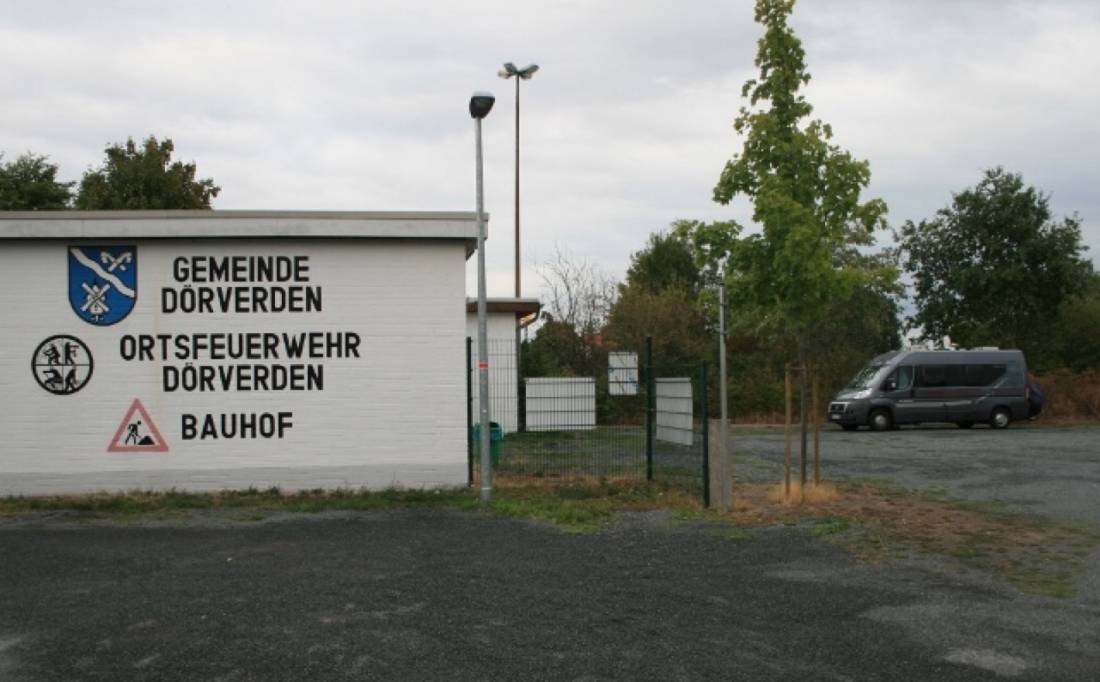 GEMEINDE
DÖRVERDEN
ORTSFEUERWEHR
DÖRVERDEN
BAUHOF